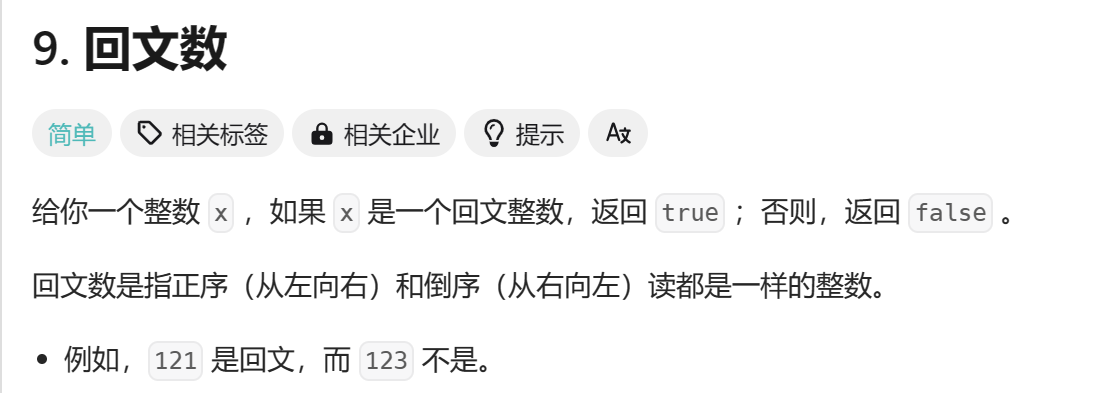 9. 回文数
简单 相关标签 相关企业 提示 A文
给你一个整数 x ，如果 x 是一个回文整数，返回 true ；否则，返回 false 。
回文数是指正序（从左向右）和倒序（从右向左）读都是一样的整数。
• 例如，121 是回文，而 123 不是。